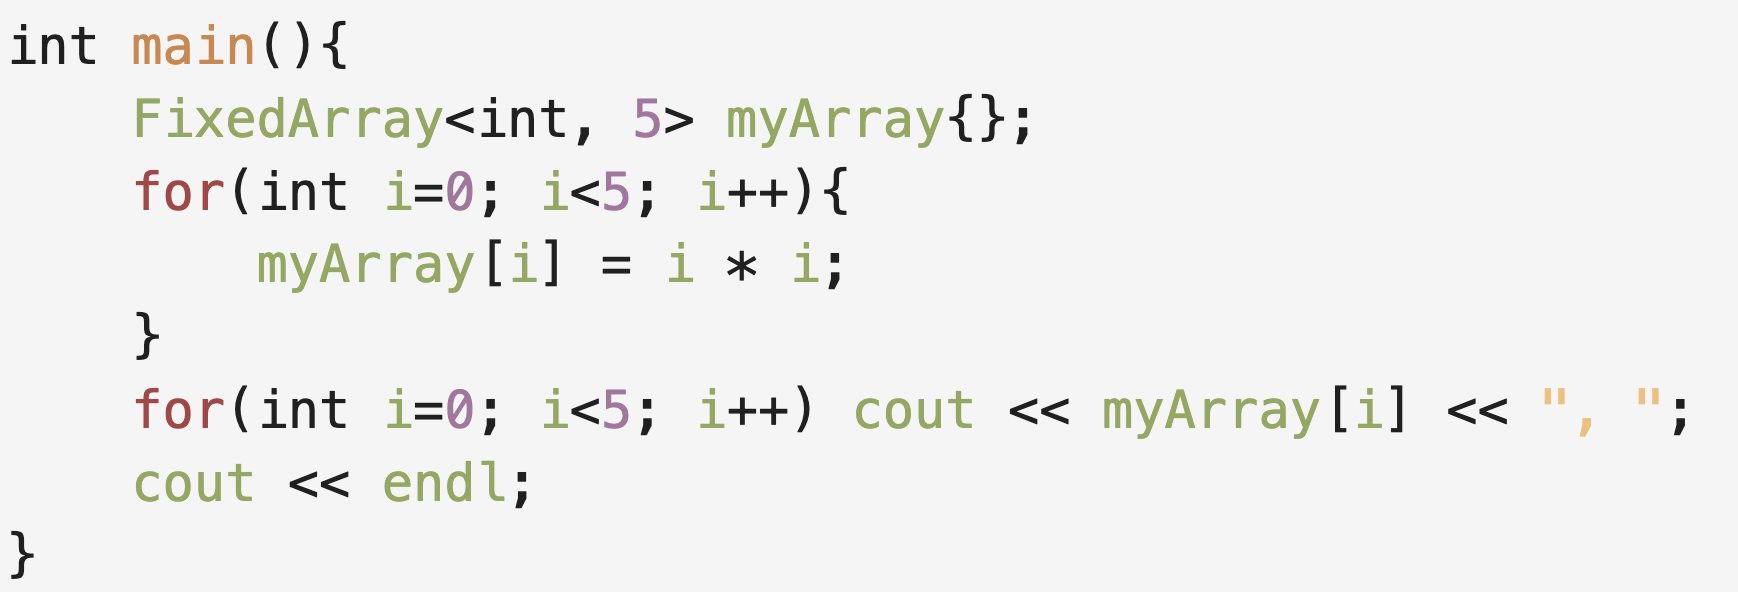 int main(){
    FixedArray<int, 5> myArray{};
    for(int i=0; i<5; i++){
        myArray[i] = i * i;
    }
    for(int i=0; i<5; i++) cout << myArray[i] << ", ";
    cout << endl;
}